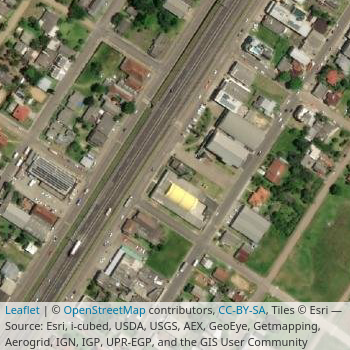 Leaflet | © OpenStreetMap contributors, CC-BY-SA, Tiles © Esri —
Source: Esri, i-cubed, USDA, USGS, AEX, GeoEye, Getmapping,
Aerogrid, IGN, IGP, UPR-EGP, and the GIS User Community